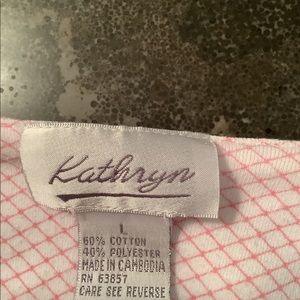 Kathryn
L
60% COTTON
40% POLYESTER
MADE IN CAMBODIA
RN 63857
CARE SEE REVERSE